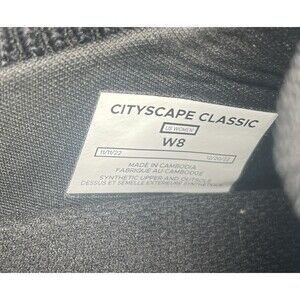 CITYSCAPE CLASSIC
US WOMEN
W8
11/11/22 12/20/22
MADE IN CAMBODIA
FABRIQUE AU CAMBODGE
SYNTHETIC UPPER AND OUTSOLE
DESSUS ET SEMELLE EXTERIEURE SYNTHETIQUE